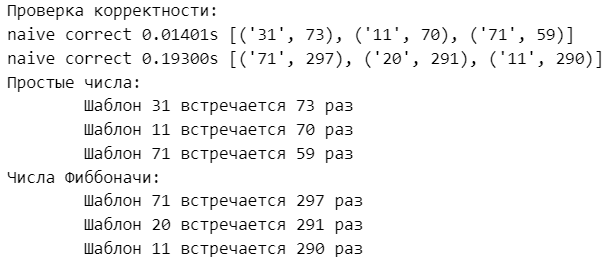 Проверка корректности:
naive correct 0.01401s [('31', 73), ('11', 70), ('71', 59)]
naive correct 0.19300s [('71', 297), ('20', 291), ('11', 290)]
Простые числа:
Шаблон 31 встречается 73 раз
Шаблон 11 встречается 70 раз
Шаблон 71 встречается 59 раз
Числа Фиббоначи:
Шаблон 71 встречается 297 раз
Шаблон 20 встречается 291 раз
Шаблон 11 встречается 290 раз